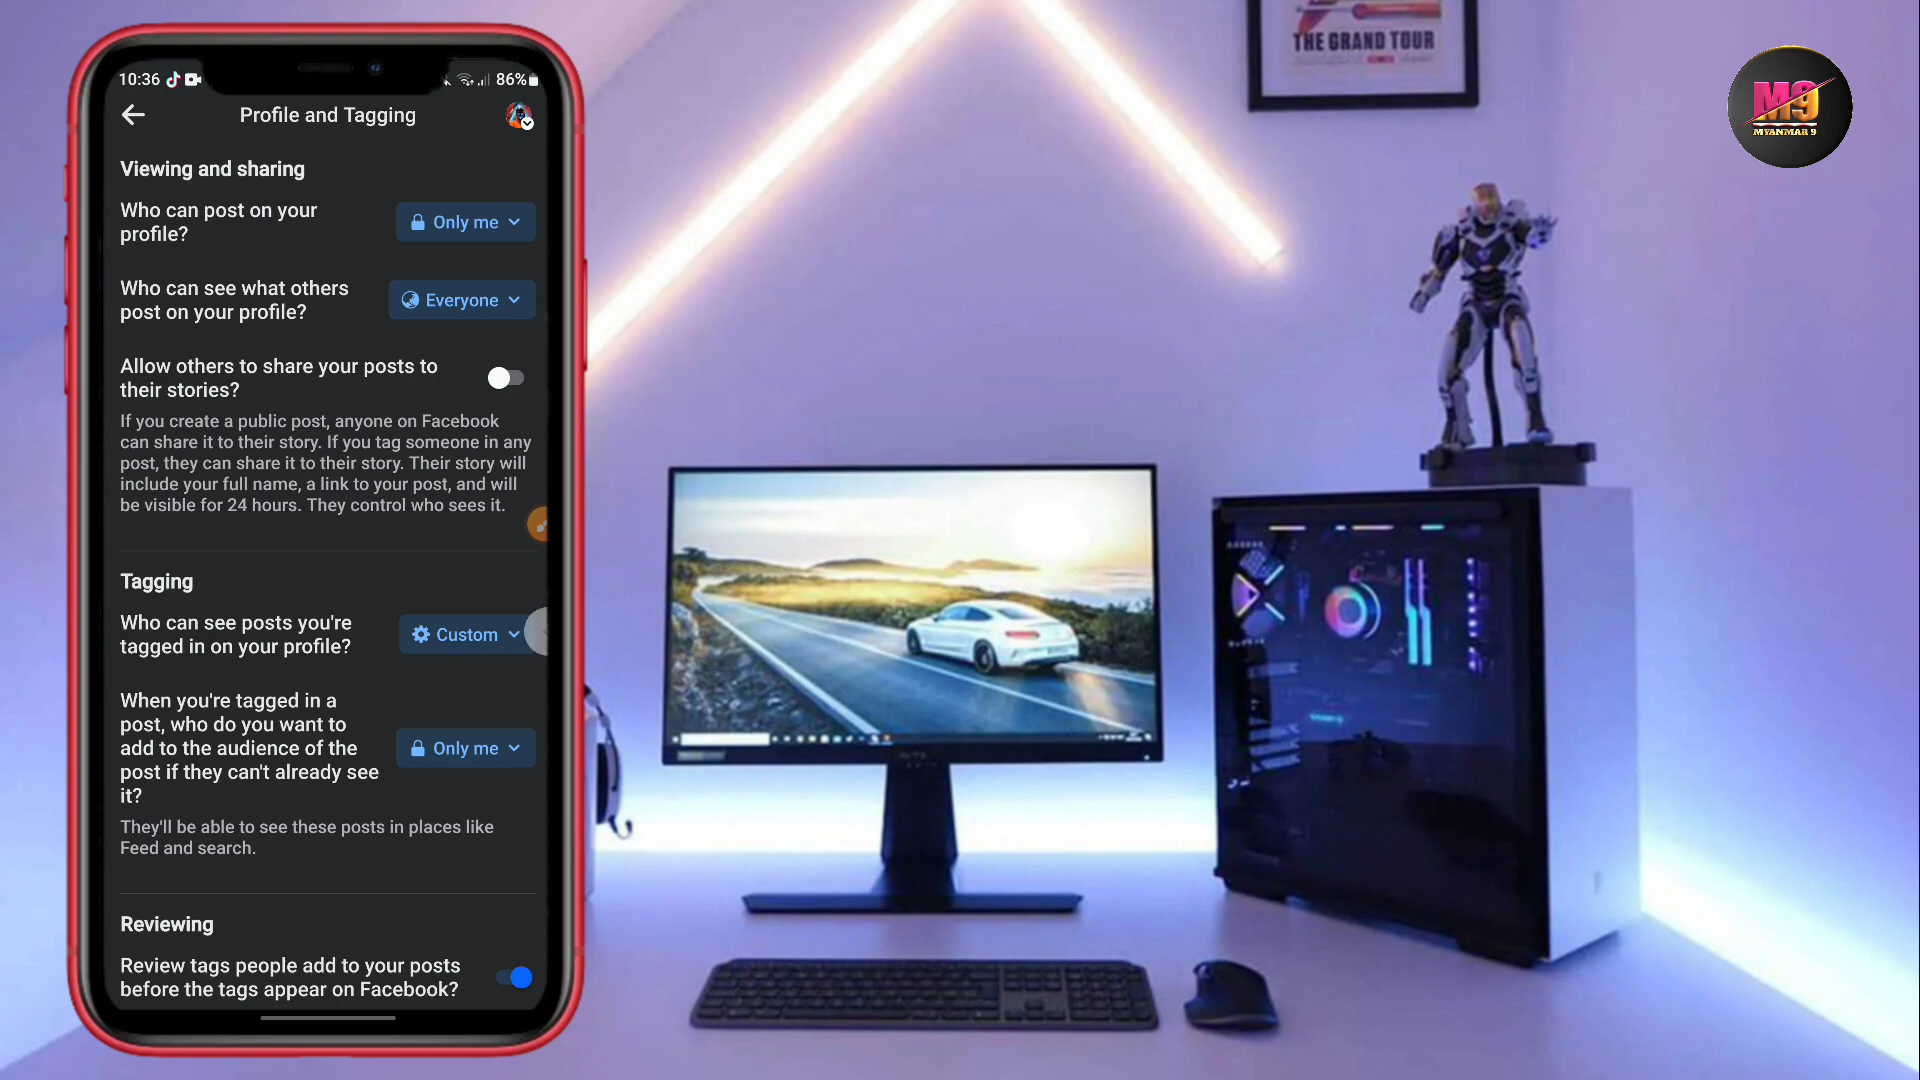 10:36
86%
Profile and Tagging
Viewing and sharing
Who can post on your
profile?
Only me
Who can see what others
post on your profile?
Everyone
Allow others to share your posts to
their stories?
If you create a public post, anyone on Facebook
can share it to their story. If you tag someone in any
post, they can share it to their story. Their story will
include your full name, a link to your post, and will
be visible for 24 hours. They control who sees it.
Tagging
Who can see posts you're
tagged in on your profile?
Custom
When you're tagged in a
post, who do you want to
add to the audience of the
post if they can't already see
it?
Only me
They'll be able to see these posts in places like
Feed and search.
Reviewing
Review tags people add to your posts
before the tags appear on Facebook?
THE GRAND TOUR
M9
MYANMAR 9